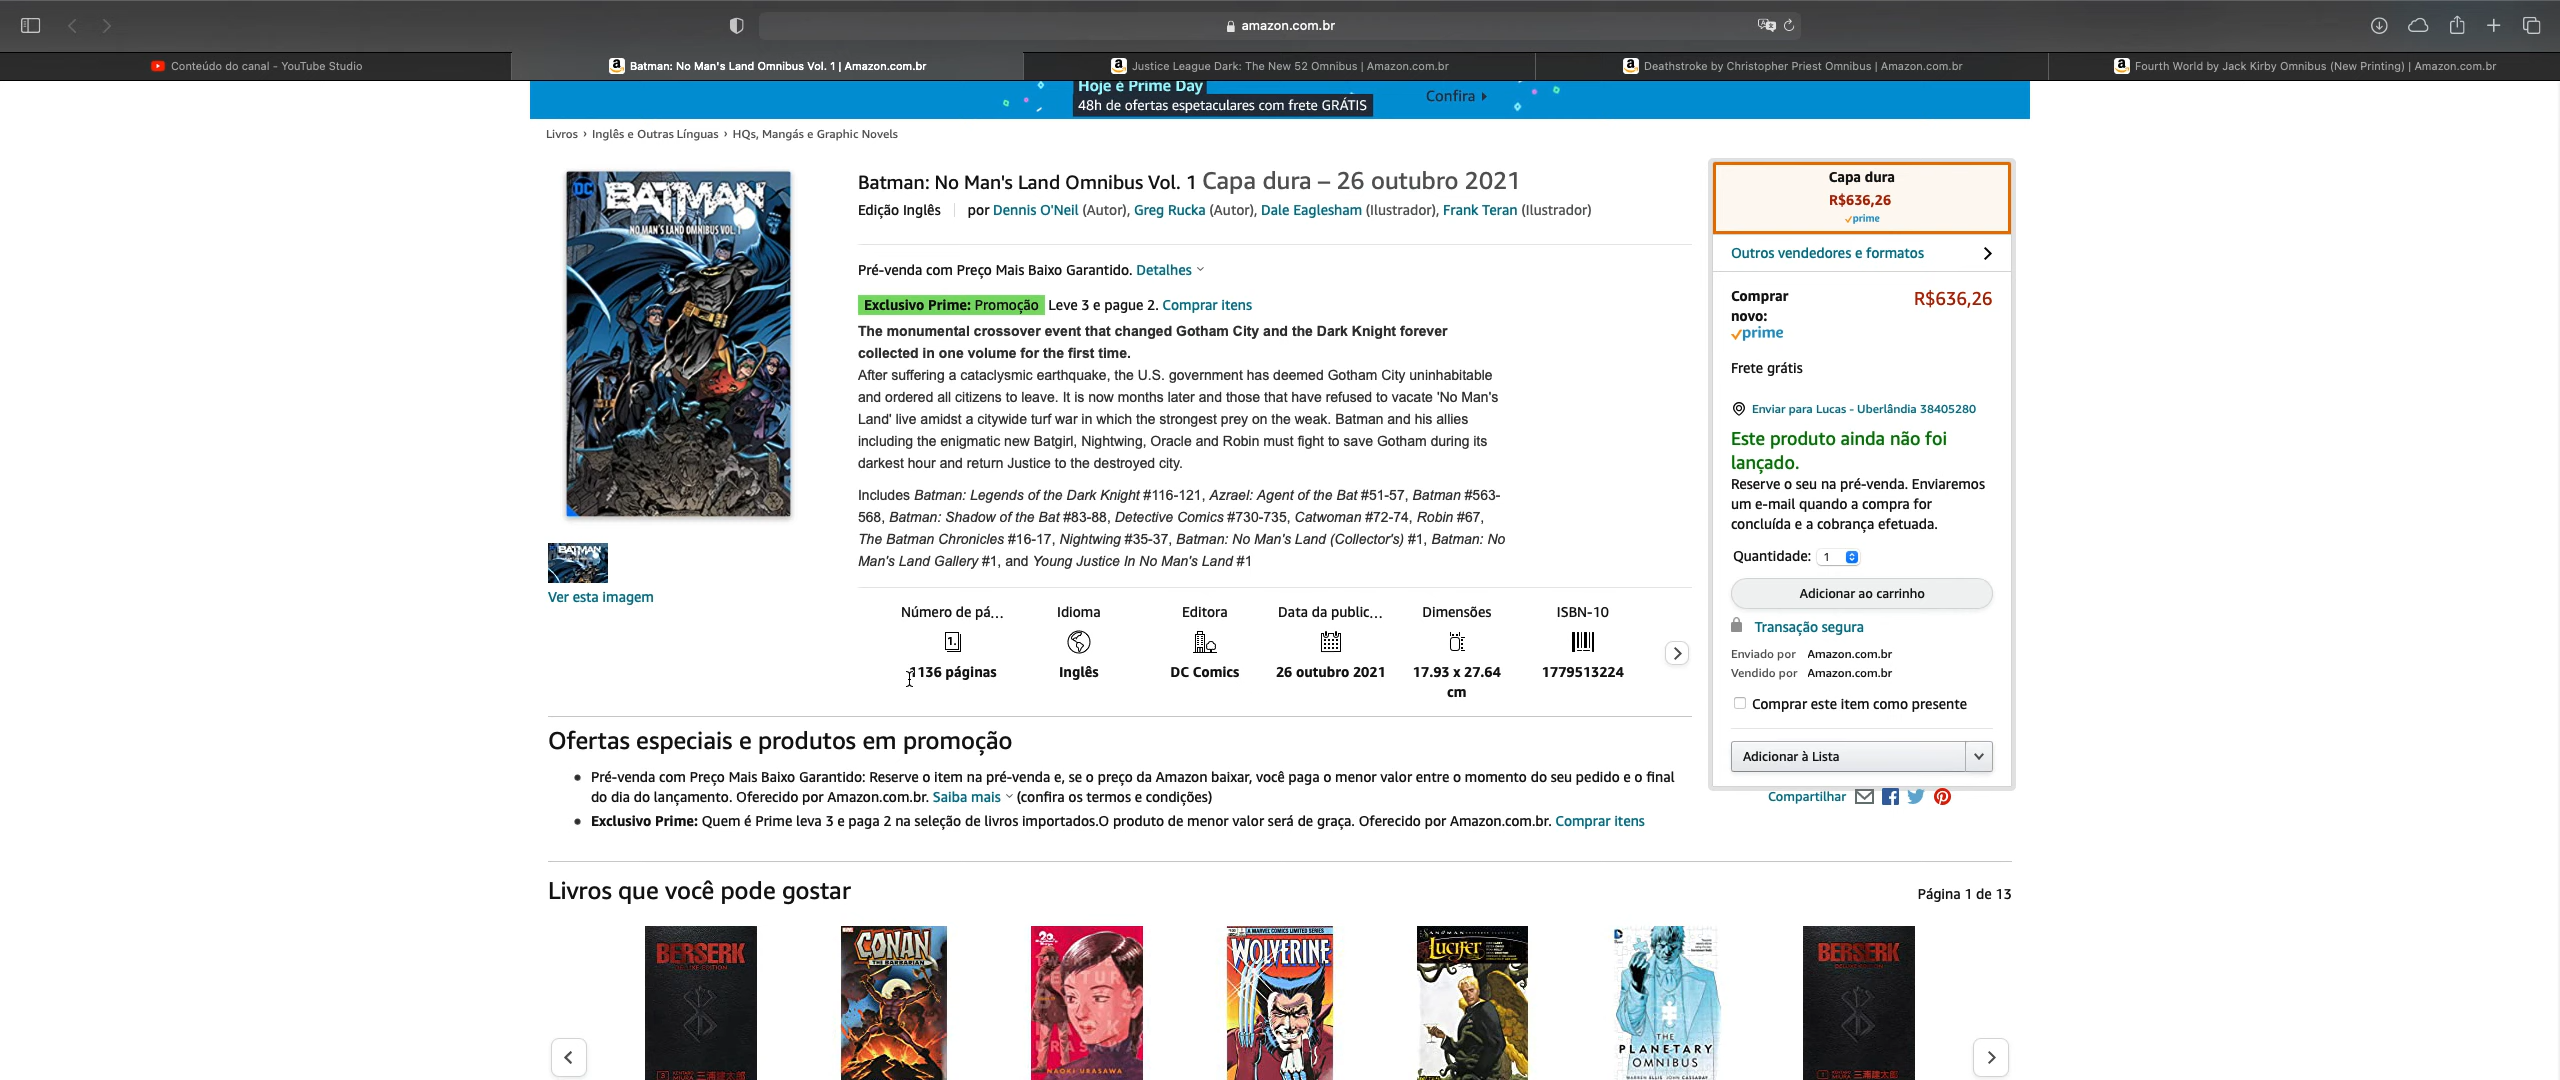 amazon.com.br
Conteúdo do canal - YouTube Studio
Batman: No Man's Land Omnibus Vol. 1 | Amazon.com.br
Justice League Dark: The New 52 Omnibus | Amazon.com.br
Deathstroke by Christopher Priest Omnibus | Amazon.com.br
Fourth World by Jack Kirby Omnibus (New Printing) | Amazon.com.br
Hoje é Prime Day
48h de ofertas espetaculares com frete GRÁTIS
Confira
Livros › Inglês e Outras Línguas › HQs, Mangás e Graphic Novels
DC
BATMAN
NO MAN'S LAND OMNIBUS VOL. 1
BATMAN
Ver esta imagem
Batman: No Man's Land Omnibus Vol. 1 Capa dura – 26 outubro 2021
Edição Inglês | por Dennis O'Neil (Autor), Greg Rucka (Autor), Dale Eaglesham (Ilustrador), Frank Teran (Ilustrador)
Pré-venda com Preço Mais Baixo Garantido. Detalhes
Exclusivo Prime: Promoção Leve 3 e pague 2. Comprar itens
The monumental crossover event that changed Gotham City and the Dark Knight forever
collected in one volume for the first time.
After suffering a cataclysmic earthquake, the U.S. government has deemed Gotham City uninhabitable
and ordered all citizens to leave. It is now months later and those that have refused to vacate 'No Man's
Land' live amidst a citywide turf war in which the strongest prey on the weak. Batman and his allies
including the enigmatic new Batgirl, Nightwing, Oracle and Robin must fight to save Gotham during its
darkest hour and return Justice to the destroyed city.
Includes Batman: Legends of the Dark Knight #116-121, Azrael: Agent of the Bat #51-57, Batman #563-
568, Batman: Shadow of the Bat #83-88, Detective Comics #730-735, Catwoman #72-74, Robin #67,
The Batman Chronicles #16-17, Nightwing #35-37, Batman: No Man's Land (Collector's) #1, Batman: No
Man's Land Gallery #1, and Young Justice In No Man's Land #1
Número de pá... Idioma Editora Data da public... Dimensões ISBN-10
1136 páginas Inglês DC Comics 26 outubro 2021 17.93 x 27.64 1779513224
cm
Capa dura
R$636,26
prime
Outros vendedores e formatos
Comprar R$636,26
novo:
prime
Frete grátis
Enviar para Lucas - Uberlândia 38405280
Este produto ainda não foi
lançado.
Reserve o seu na pré-venda. Enviaremos
um e-mail quando a compra for
concluída e a cobrança efetuada.
Quantidade: 1
Adicionar ao carrinho
Transação segura
Enviado por Amazon.com.br
Vendido por Amazon.com.br
Comprar este item como presente
Adicionar à Lista
Compartilhar
Ofertas especiais e produtos em promoção
Pré-venda com Preço Mais Baixo Garantido: Reserve o item na pré-venda e, se o preço da Amazon baixar, você paga o menor valor entre o momento do seu pedido e o final
do dia do lançamento. Oferecido por Amazon.com.br. Saiba mais (confira os termos e condições)
Exclusivo Prime: Quem é Prime leva 3 e paga 2 na seleção de livros importados.O produto de menor valor será de graça. Oferecido por Amazon.com.br. Comprar itens
Livros que você pode gostar
Página 1 de 13
BERSERK
DELUXE EDITION
CONAN
THE BARBARIAN
NAOKI URASAWA
A MARVEL COMICS LIMITED SERIES
WOLVERINE
LUCIFER
THE
PLANETARY
OMNIBUS
BERSERK